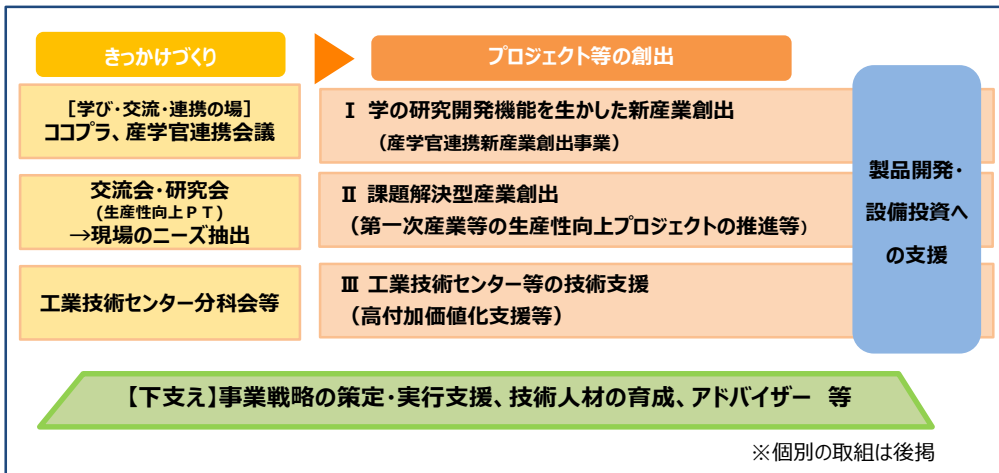 きっかけづくり
プロジェクト等の創出
［学び・交流・連携の場］
ココプラ、産学官連携会議
Ⅰ 学の研究開発機能を生かした新産業創出
（産学官連携新産業創出事業）
交流会・研究会
（生産性向上ＰＴ）
→現場のニーズ抽出
Ⅱ 課題解決型産業創出
（第一次産業等の生産性向上プロジェクトの推進等）
工業技術センター分科会等
Ⅲ 工業技術センター等の技術支援
（高付加価値化支援等）
製品開発・
設備投資へ
の支援
【下支え】事業戦略の策定・実行支援、技術人材の育成、アドバイザー 等
※個別の取組は後掲